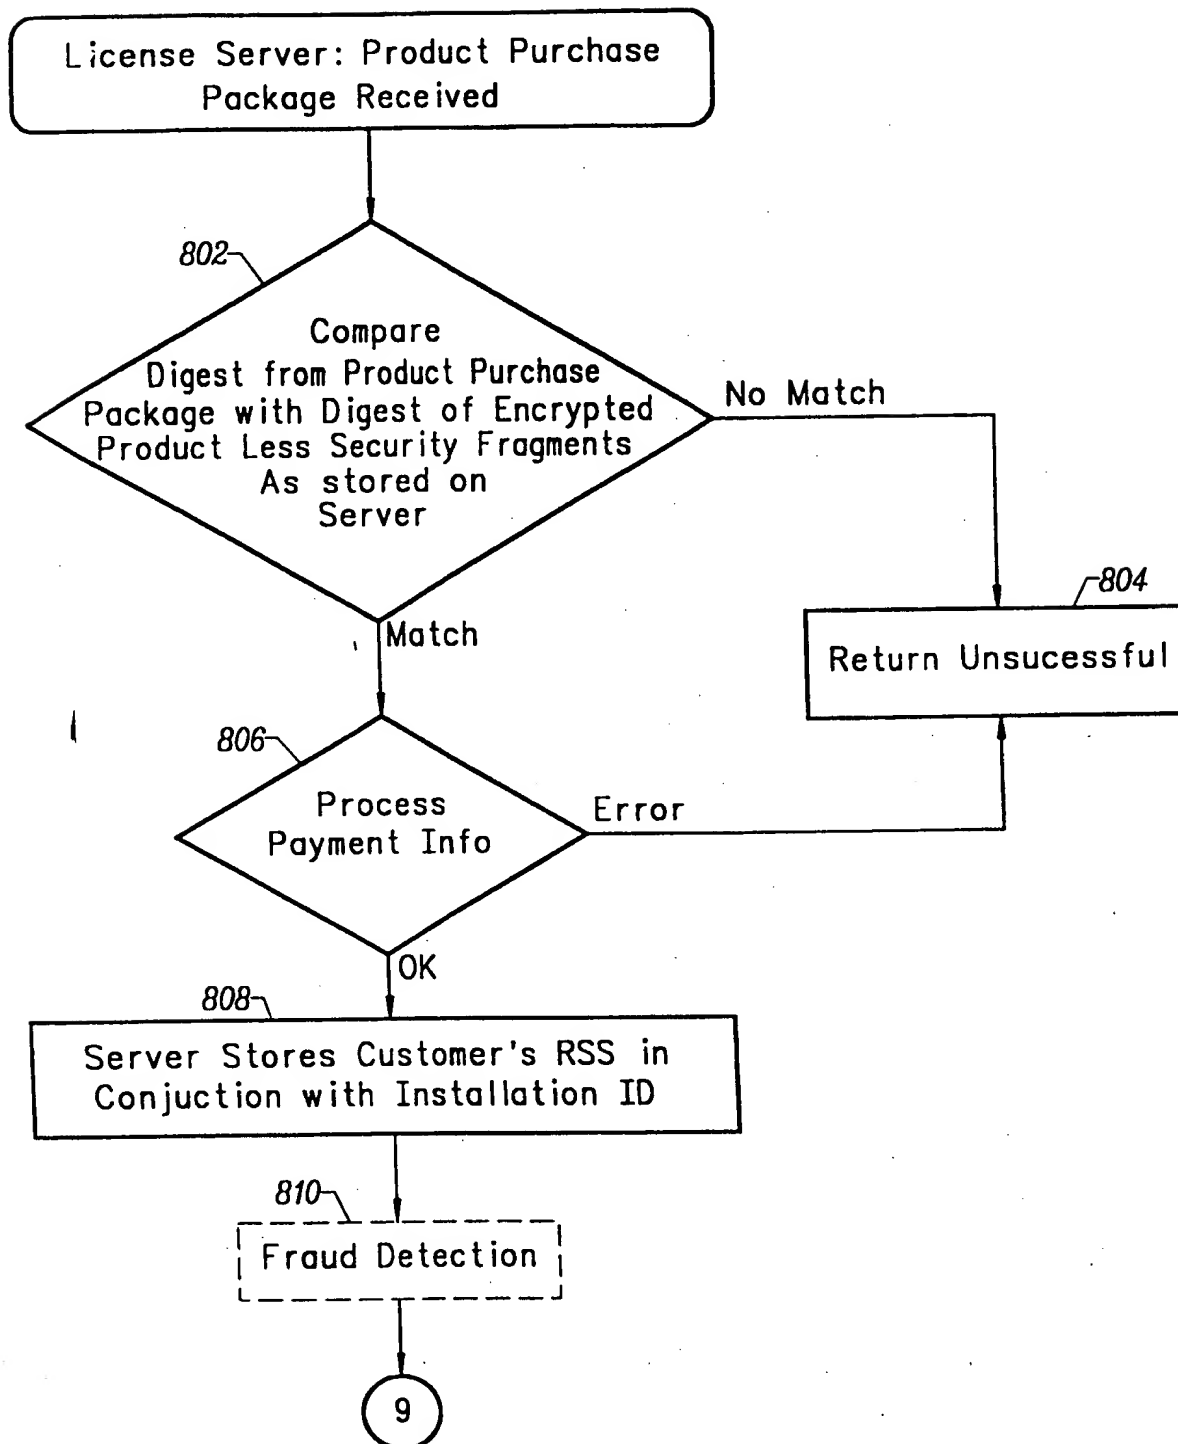 License Server: Product Purchase
Package Received
802
Compare
Digest from Product Purchase
Package with Digest of Encrypted
Product Less Security Fragments
As stored on
Server
No Match
Match
804
Return Unsucessful
806
Process
Payment Info
Error
OK
808
Server Stores Customer's RSS in
Conjuction with Installation ID
810
Fraud Detection
9